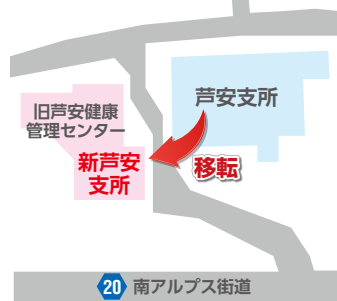 芦安支所
旧芦安健康
管理センター
新芦安
支所
移転
20 南アルプス街道